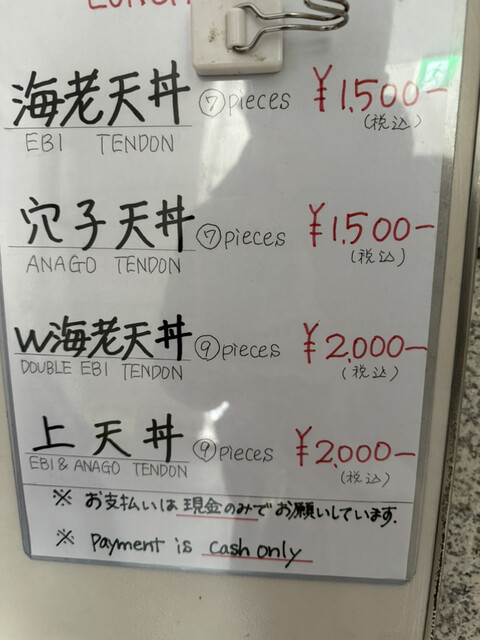 海老天丼 ⑦pieces ¥1,500-
EBI TENDON (税込)
穴子天丼 ⑦pieces ¥1,500-
ANAGO TENDON (税込)
W海老天丼 ⑨pieces ¥2,000-
DOUBLE EBI TENDON (税込)
上天丼 ⑨pieces ¥2,000-
EBI & ANAGO TENDON (税込)
※ お支払いは現金のみでお願いしています.
※ Payment is cash only